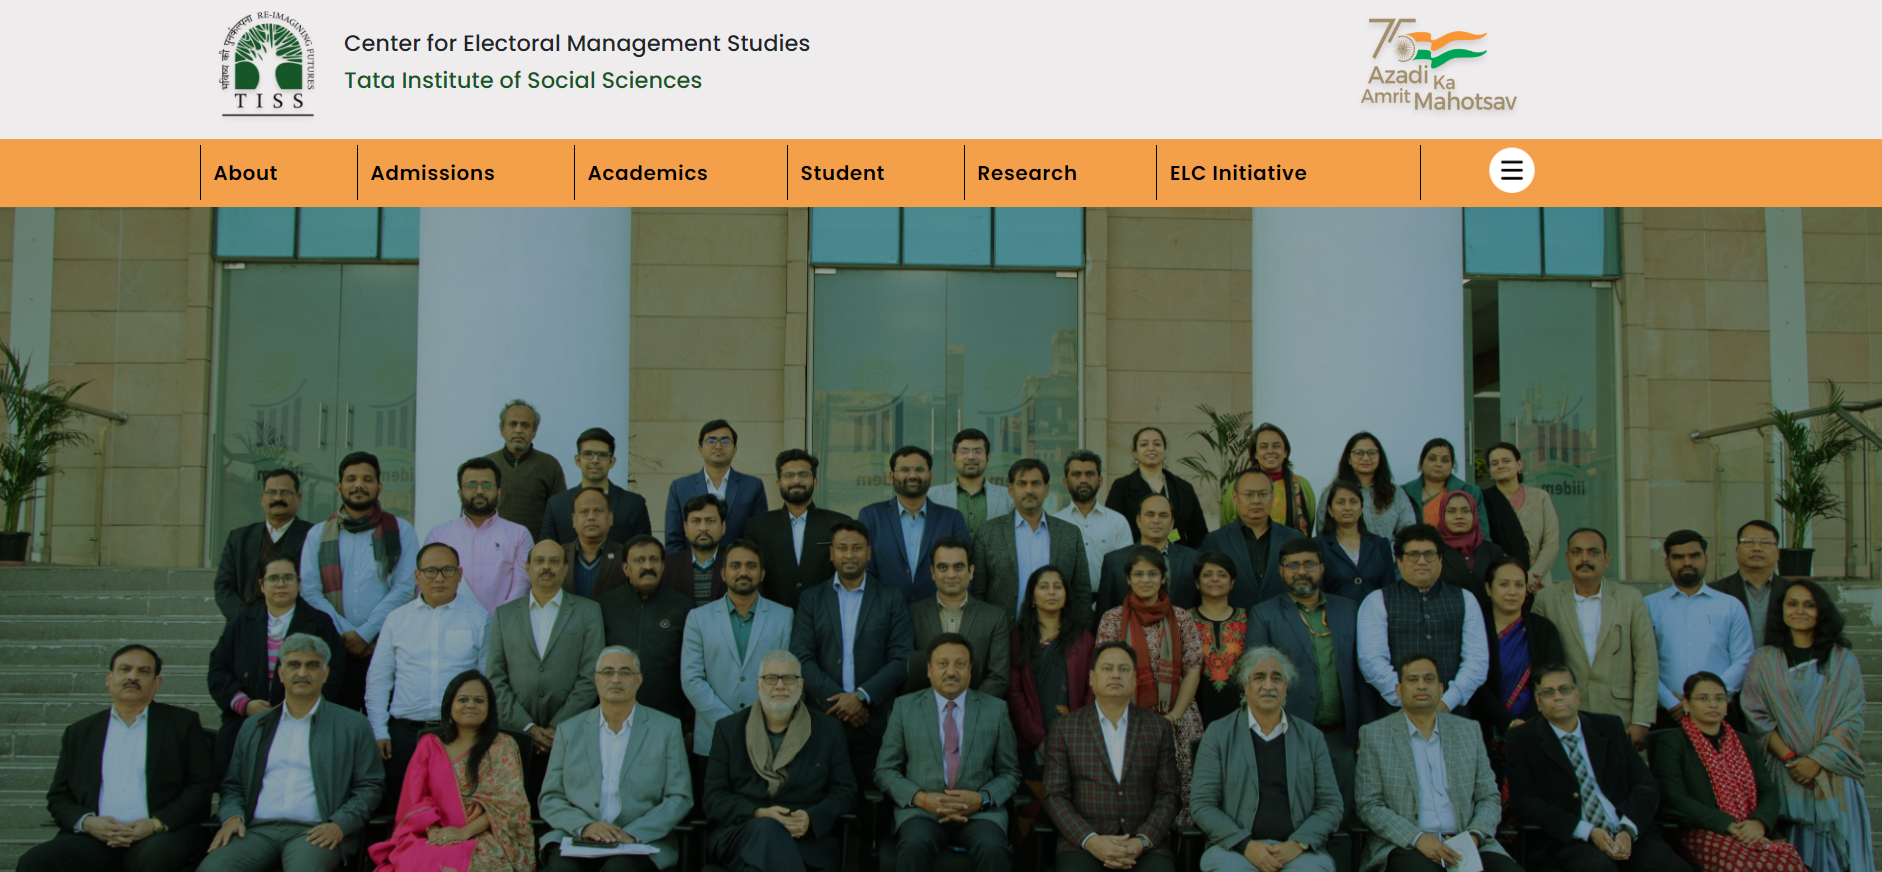 भविष्य की पुनर्कल्पना RE-IMAGINING FUTURES
TISS
Center for Electoral Management Studies
Tata Institute of Social Sciences
75
Azadi Ka
Amrit Mahotsav
About
Admissions
Academics
Student
Research
ELC Initiative
iiidem